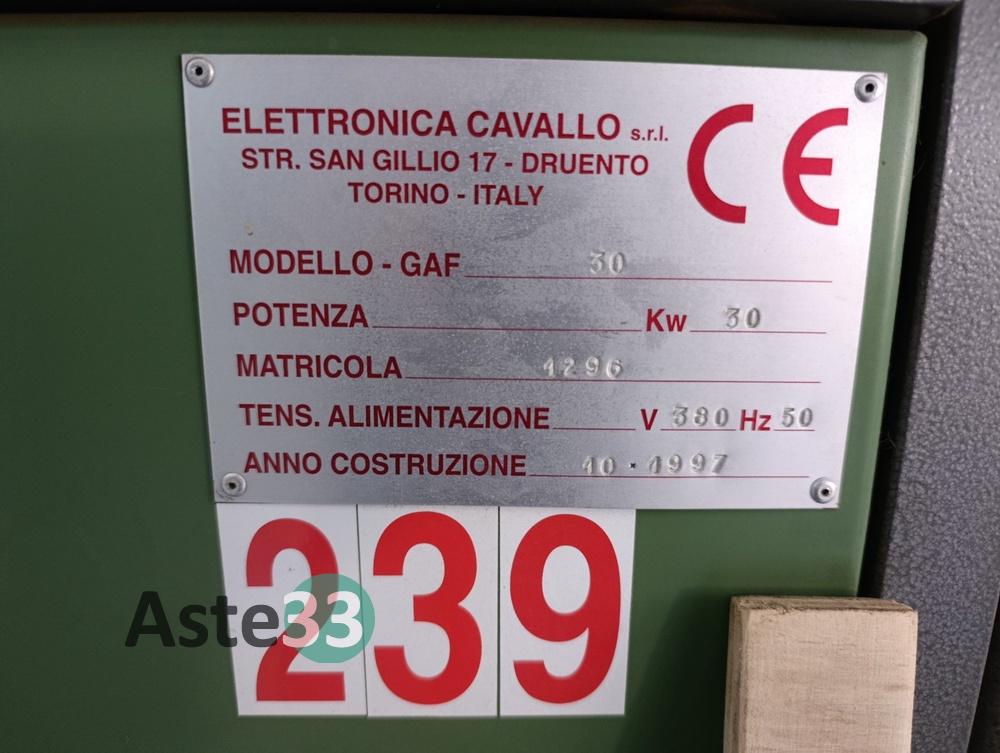 ELETTRONICA CAVALLO s.r.l.
STR. SAN GILLIO 17 - DRUENTO
TORINO - ITALY
CE
MODELLO - GAF 30
POTENZA Kw 30
MATRICOLA 1296
TENS. ALIMENTAZIONE V 380 Hz 50
ANNO COSTRUZIONE 10 · 1997
239
Aste33